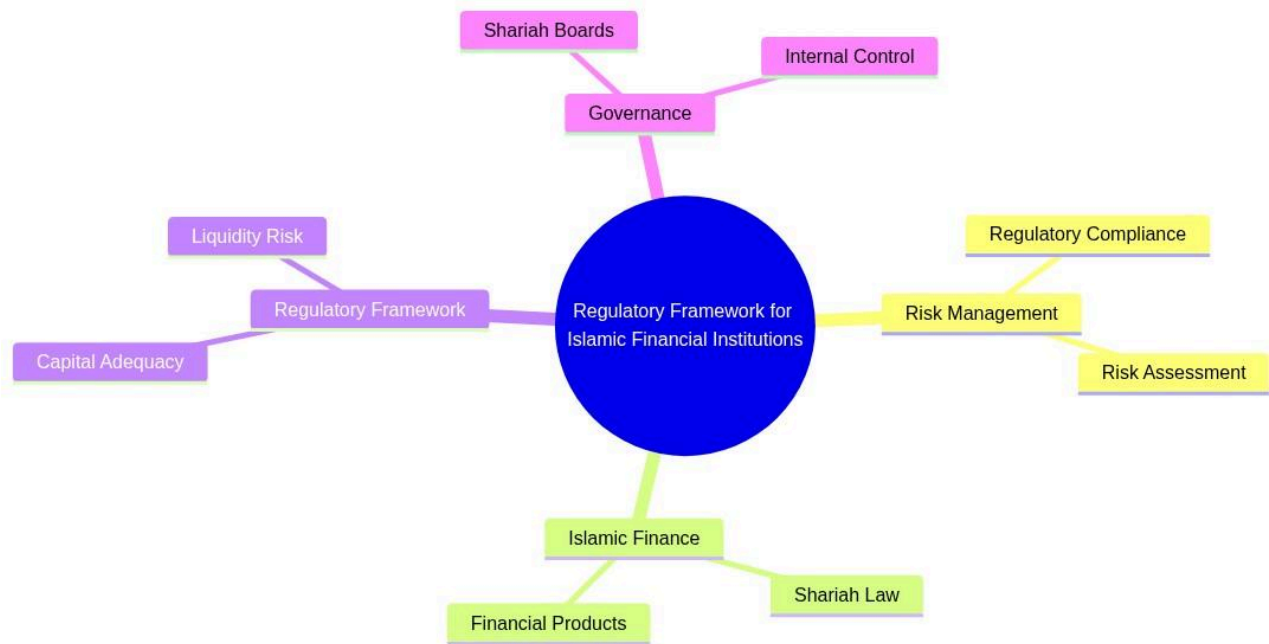 Shariah Boards
Internal Control
Governance
Liquidity Risk
Regulatory Compliance
Regulatory Framework
Regulatory Framework for
Islamic Financial Institutions
Risk Management
Capital Adequacy
Risk Assessment
Islamic Finance
Shariah Law
Financial Products